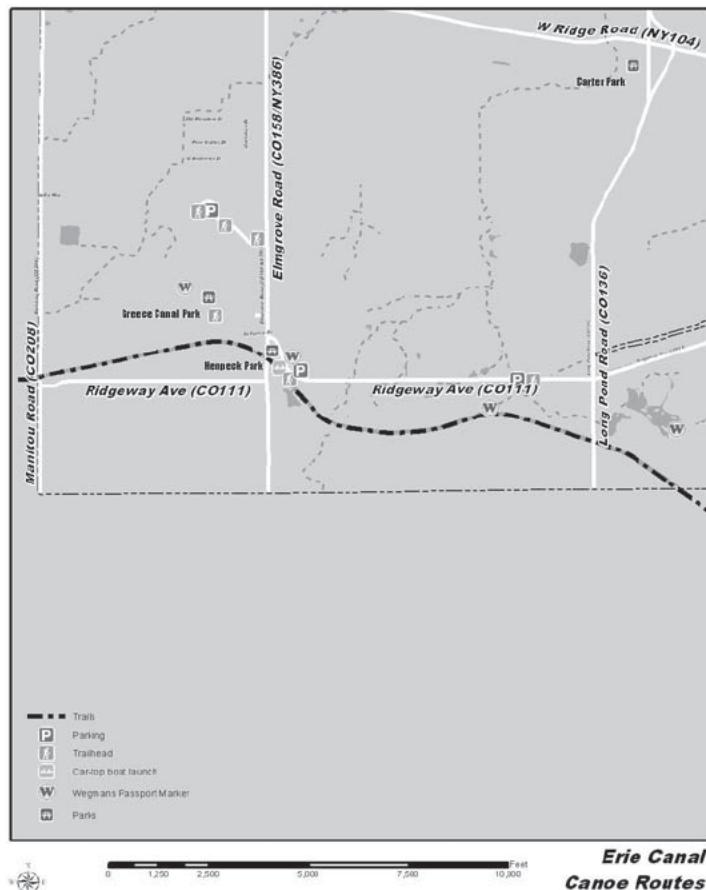 W Ridge Road (NY104)
Carter Park
Elmgrove Road (CO158/NY386)
P
W
Greece Canal Park
Henpeck Park
W
P
Manitou Road (CO208)
Ridgeway Ave (CO111)
Ridgeway Ave (CO111)
P
W
Long Pond Road (CO136)
W
Trails
P Parking
Trailhead
Car-top boat launch
W Wegmans Passport Marker
Parks
0 1,250 2,500 5,000 7,500 10,000 Feet
Erie Canal
Canoe Routes